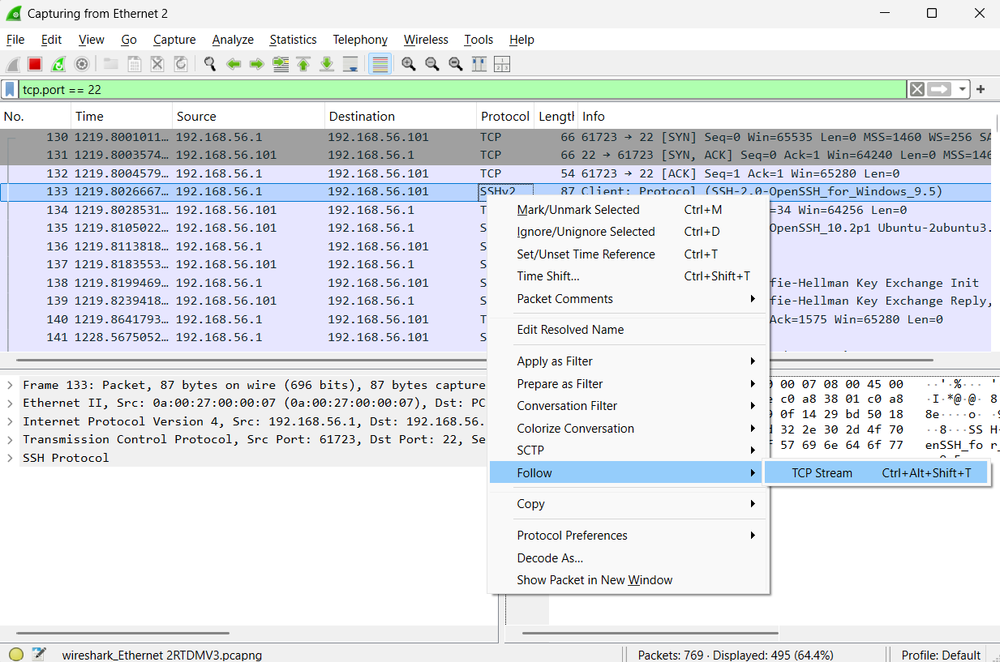 Capturing from Ethernet 2
File Edit View Go Capture Analyze Statistics Telephony Wireless Tools Help
tcp.port == 22
No. Time Source Destination Protocol Length Info
130 1219.8001011… 192.168.56.1 192.168.56.101 TCP 66 61723 → 22 [SYN] Seq=0 Win=65535 Len=0 MSS=1460 WS=256 SA
131 1219.8003574… 192.168.56.101 192.168.56.1 TCP 66 22 → 61723 [SYN, ACK] Seq=0 Ack=1 Win=64240 Len=0 MSS=146
132 1219.8004579… 192.168.56.1 192.168.56.101 TCP 54 61723 → 22 [ACK] Seq=1 Ack=1 Win=65280 Len=0
133 1219.8026667… 192.168.56.1 192.168.56.101 SSHv2 87 Client: Protocol (SSH-2.0-OpenSSH_for_Windows_9.5)
134 1219.8028531… 192.168.56.101 192.168.56.1 T =34 Win=64256 Len=0
135 1219.8105022… 192.168.56.101 192.168.56.1 S OpenSSH_10.2p1 Ubuntu-2ubuntu3.
136 1219.8113818… 192.168.56.1 192.168.56.101 S
137 1219.8183553… 192.168.56.101 192.168.56.1 S
138 1219.8199469… 192.168.56.1 192.168.56.101 S fie-Hellman Key Exchange Init
139 1219.8239418… 192.168.56.101 192.168.56.1 S fie-Hellman Key Exchange Reply,
140 1219.8641793… 192.168.56.1 192.168.56.101 T Ack=1575 Win=65280 Len=0
141 1228.5675052… 192.168.56.1 192.168.56.101 S
Mark/Unmark Selected Ctrl+M
Ignore/Unignore Selected Ctrl+D
Set/Unset Time Reference Ctrl+T
Time Shift… Ctrl+Shift+T
Packet Comments
Edit Resolved Name
Apply as Filter
Prepare as Filter
Conversation Filter
Colorize Conversation
SCTP
Follow
TCP Stream Ctrl+Alt+Shift+T
Copy
Protocol Preferences
Decode As…
Show Packet in New Window
Frame 133: Packet, 87 bytes on wire (696 bits), 87 bytes capture
Ethernet II, Src: 0a:00:27:00:00:07 (0a:00:27:00:00:07), Dst: PC
Internet Protocol Version 4, Src: 192.168.56.1, Dst: 192.168.56.
Transmission Control Protocol, Src Port: 61723, Dst Port: 22, Se
SSH Protocol
00 07 08 00 45 00 ··'·%··· ·
c0 a8 38 01 c0 a8 ·I·*@·@· 8
0f 14 29 bd 50 18 8e····o· ·
32 2e 30 2d 4f 70 ··8···SS H
57 69 6e 64 6f 77 enSSH_fo r_
wireshark_Ethernet 2RTDMV3.pcapng
Packets: 769 · Displayed: 495 (64.4%)
Profile: Default